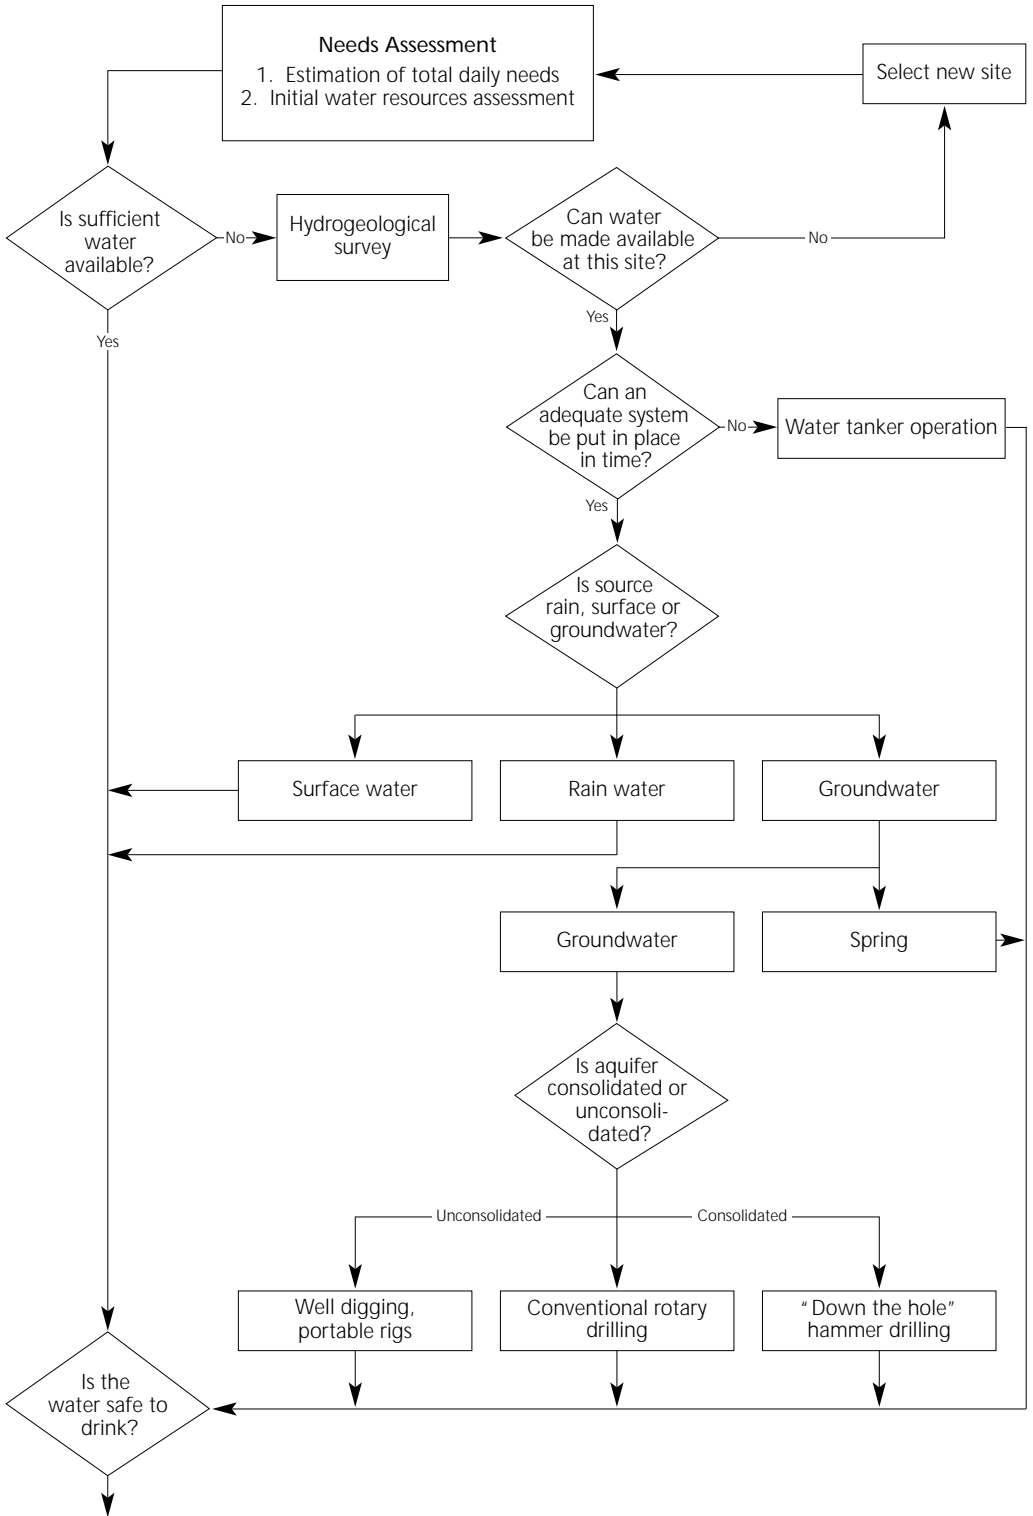 Needs Assessment
1. Estimation of total daily needs
2. Initial water resources assessment
Select new site
Is sufficient
water
available?
No
Hydrogeological
survey
Can water
be made available
at this site?
No
Yes
Yes
Can an
adequate system
be put in place
in time?
No
Water tanker operation
Yes
Is source
rain, surface or
groundwater?
Surface water
Rain water
Groundwater
Groundwater
Spring
Is aquifer
consolidated or
unconsoli-
dated?
Unconsolidated
Consolidated
Well digging,
portable rigs
Conventional rotary
drilling
“Down the hole”
hammer drilling
Is the
water safe to
drink?